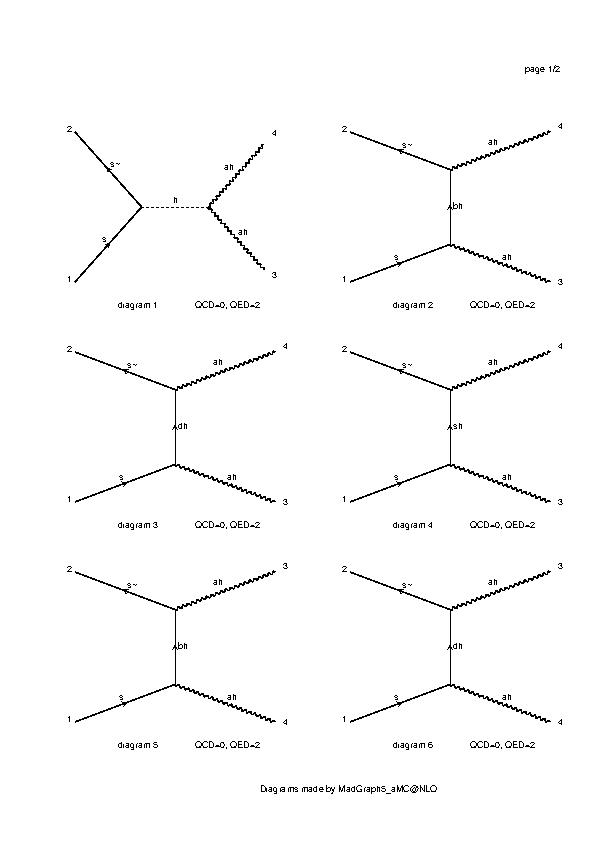 page 1/2
2 s~ ah 4
h
1 s ah 3
diagram 1 QCD=0, QED=2
2 s~ ah 4
bh
1 s ah 3
diagram 2 QCD=0, QED=2
2 s~ ah 4
dh
1 s ah 3
diagram 3 QCD=0, QED=2
2 s~ ah 4
sh
1 s ah 3
diagram 4 QCD=0, QED=2
2 s~ ah 3
bh
1 s ah 4
diagram 5 QCD=0, QED=2
2 s~ ah 3
dh
1 s ah 4
diagram 6 QCD=0, QED=2
Diagrams made by MadGraph5_aMC@NLO